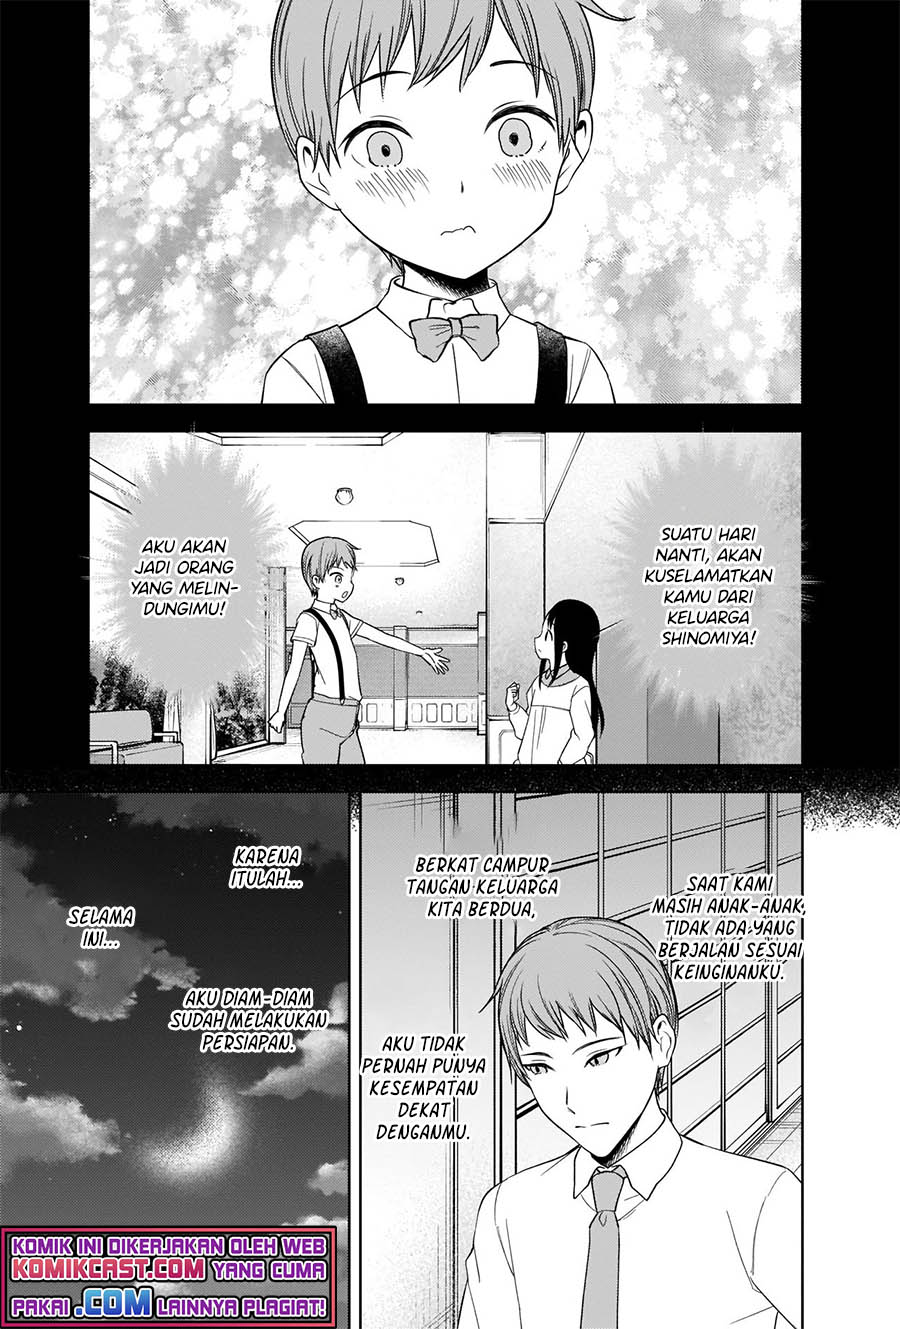 SUATU HARI
NANTI, AKAN
KUSELAMATKAN
KAMU DARI
KELUARGA
SHINOMIYA!
AKU AKAN
JADI ORANG
YANG MELIN-
DUNGIMU!
SAAT KAMI
MASIH ANAK-ANAK,
TIDAK ADA YANG
BERJALAN SESUAI
KEINGINANKU.
BERKAT CAMPUR
TANGAN KELUARGA
KITA BERDUA,
AKU TIDAK
PERNAH PUNYA
KESEMPATAN
DEKAT
DENGANMU.
KARENA
ITULAH...
SELAMA
INI...
AKU DIAM-DIAM
SUDAH MELAKUKAN
PERSIAPAN.
KOMIK INI DIKERJAKAN OLEH WEB
KOMIKCAST.COM YANG CUMA
PAKAI .COM LAINNYA PLAGIAT!